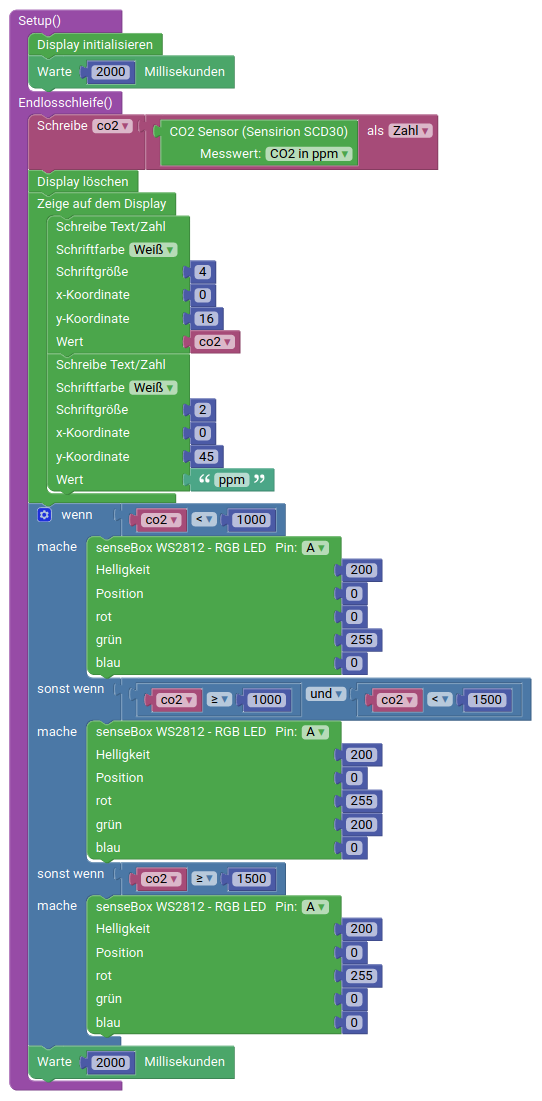 Setup()
Display initialisieren
Warte 2000 Millisekunden
Endlosschleife()
Schreibe co2 CO2 Sensor (Sensirion SCD30) als Zahl
Messwert: CO2 in ppm
Display löschen
Zeige auf dem Display
Schreibe Text/Zahl
Schriftfarbe Weiß
Schriftgröße 4
x-Koordinate 0
y-Koordinate 16
Wert co2
Schreibe Text/Zahl
Schriftfarbe Weiß
Schriftgröße 2
x-Koordinate 0
y-Koordinate 45
Wert “ ppm ”
wenn co2 < 1000
mache senseBox WS2812 - RGB LED Pin: A
Helligkeit 200
Position 0
rot 0
grün 255
blau 0
sonst wenn co2 ≥ 1000 und co2 < 1500
mache senseBox WS2812 - RGB LED Pin: A
Helligkeit 200
Position 0
rot 255
grün 200
blau 0
sonst wenn co2 ≥ 1500
mache senseBox WS2812 - RGB LED Pin: A
Helligkeit 200
Position 0
rot 255
grün 0
blau 0
Warte 2000 Millisekunden